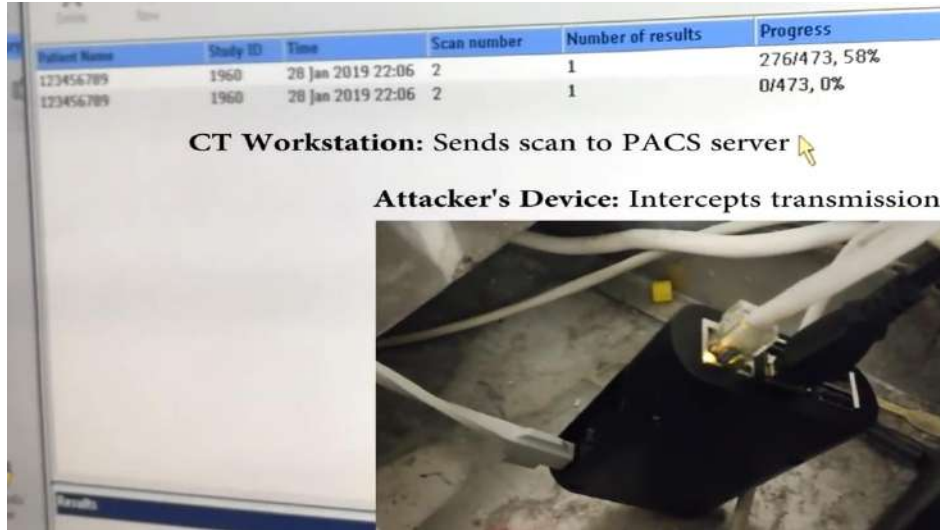 Delete New
Patient Name Study ID Time Scan number Number of results Progress
123456789 1960 28 Jan 2019 22:06 2 1 276/473, 58%
123456789 1960 28 Jan 2019 22:06 2 1 0/473, 0%
CT Workstation: Sends scan to PACS server
Attacker's Device: Intercepts transmission
Results